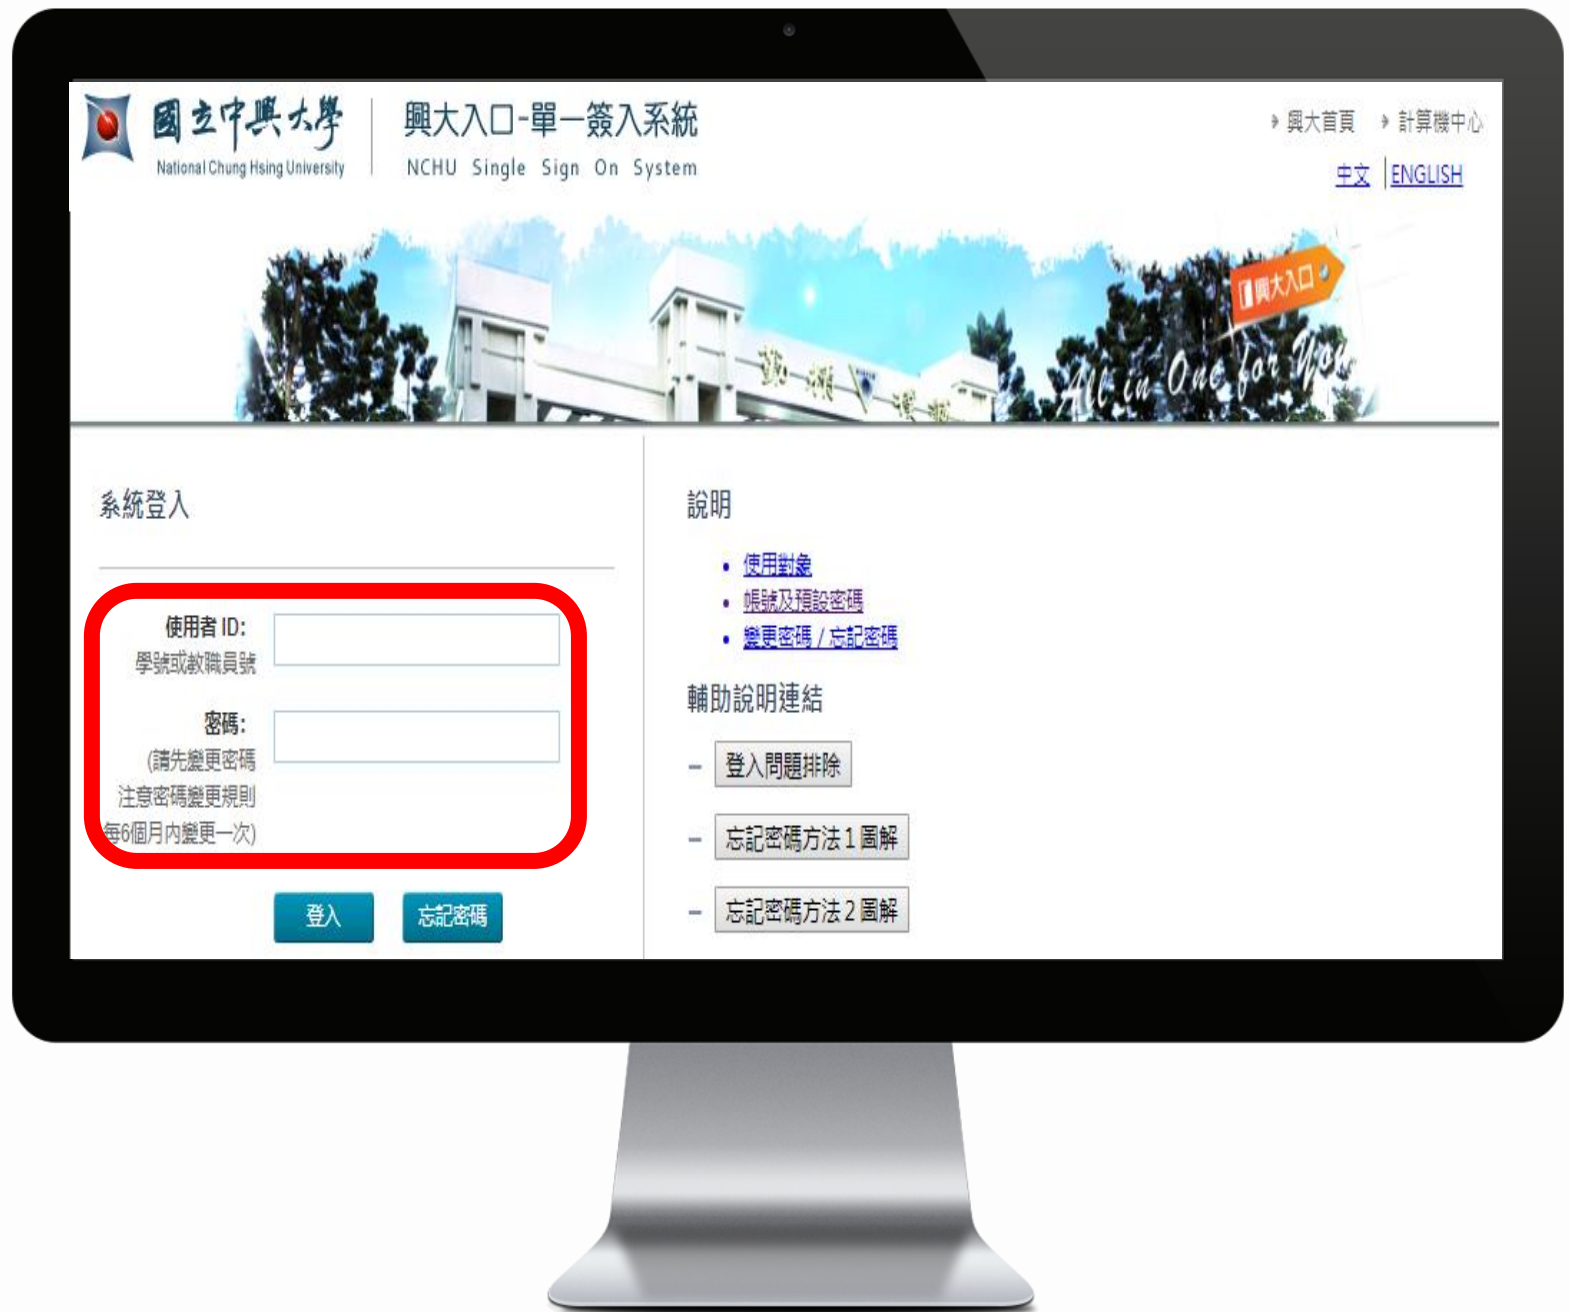 國立中興大學
National Chung Hsing University
興大入口-單一簽入系統
NCHU Single Sign On System
興大首頁
計算機中心
中文 | ENGLISH
興大入口
All in One for You
系統登入
使用者 ID:
學號或教職員號
密碼:
(請先變更密碼
注意密碼變更規則
每6個月內變更一次)
登入
忘記密碼
說明
使用對象
帳號及預設密碼
變更密碼 / 忘記密碼
輔助說明連結
登入問題排除
忘記密碼方法1圖解
忘記密碼方法2圖解